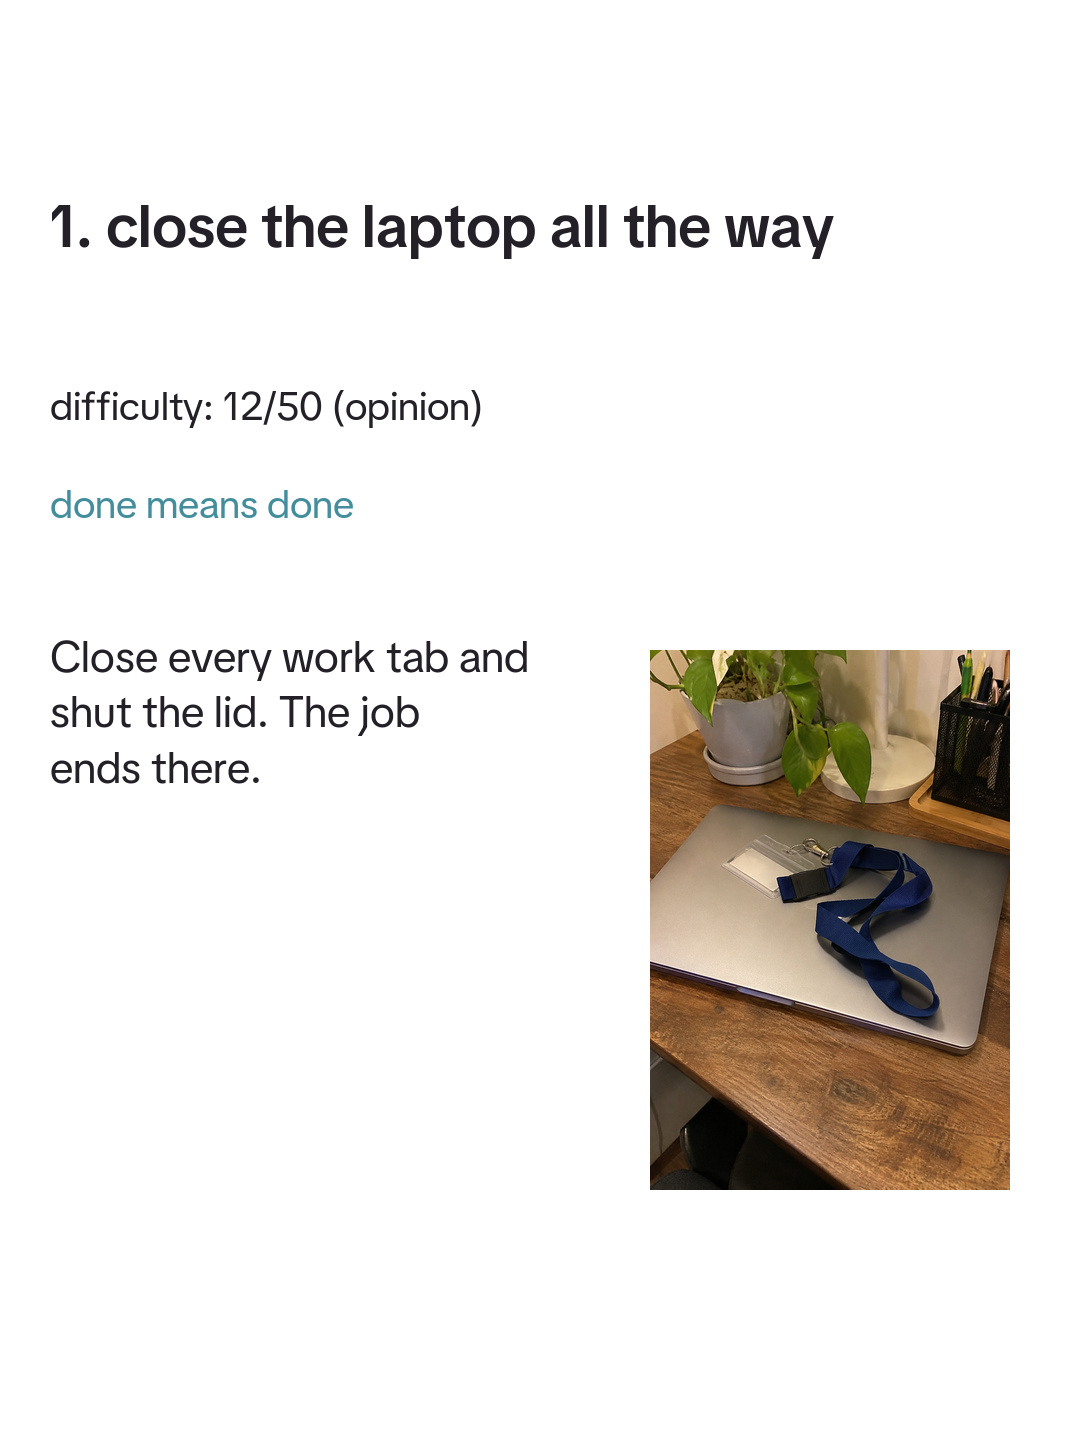 1. close the laptop all the way
difficulty: 12/50 (opinion)
done means done
Close every work tab and
shut the lid. The job
ends there.